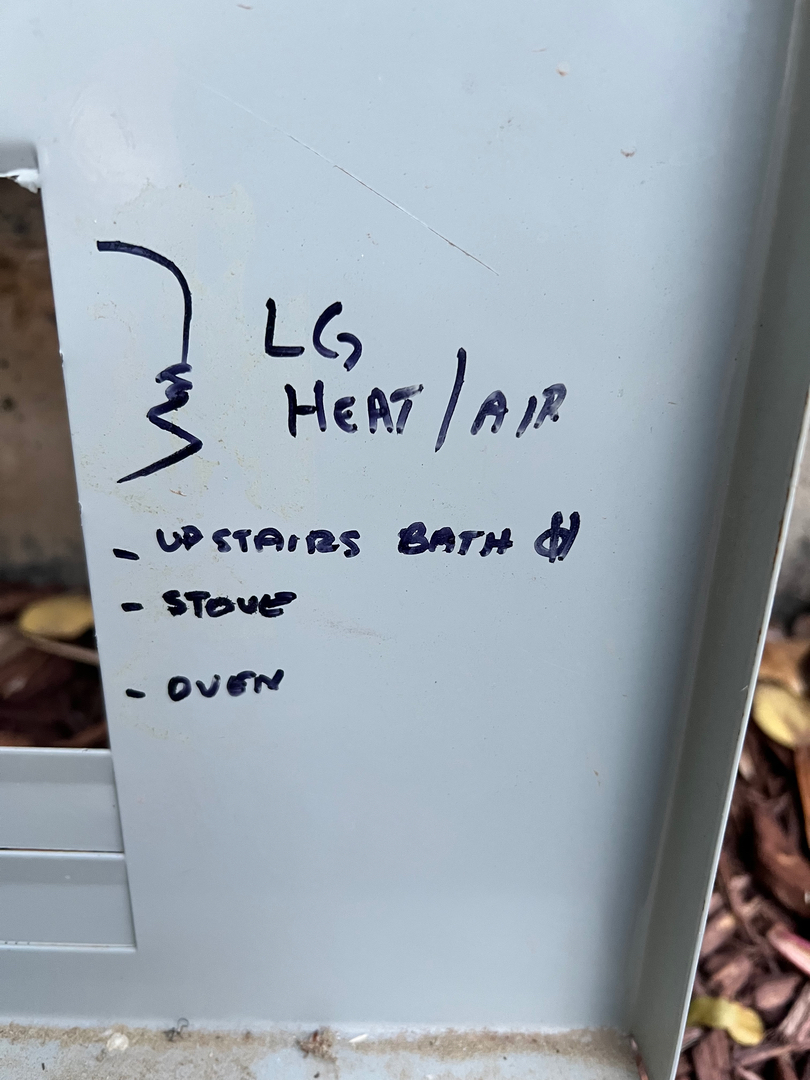 LG
HEAT/AIR
- UPSTAIRS BATH
- STOVE
- OVEN